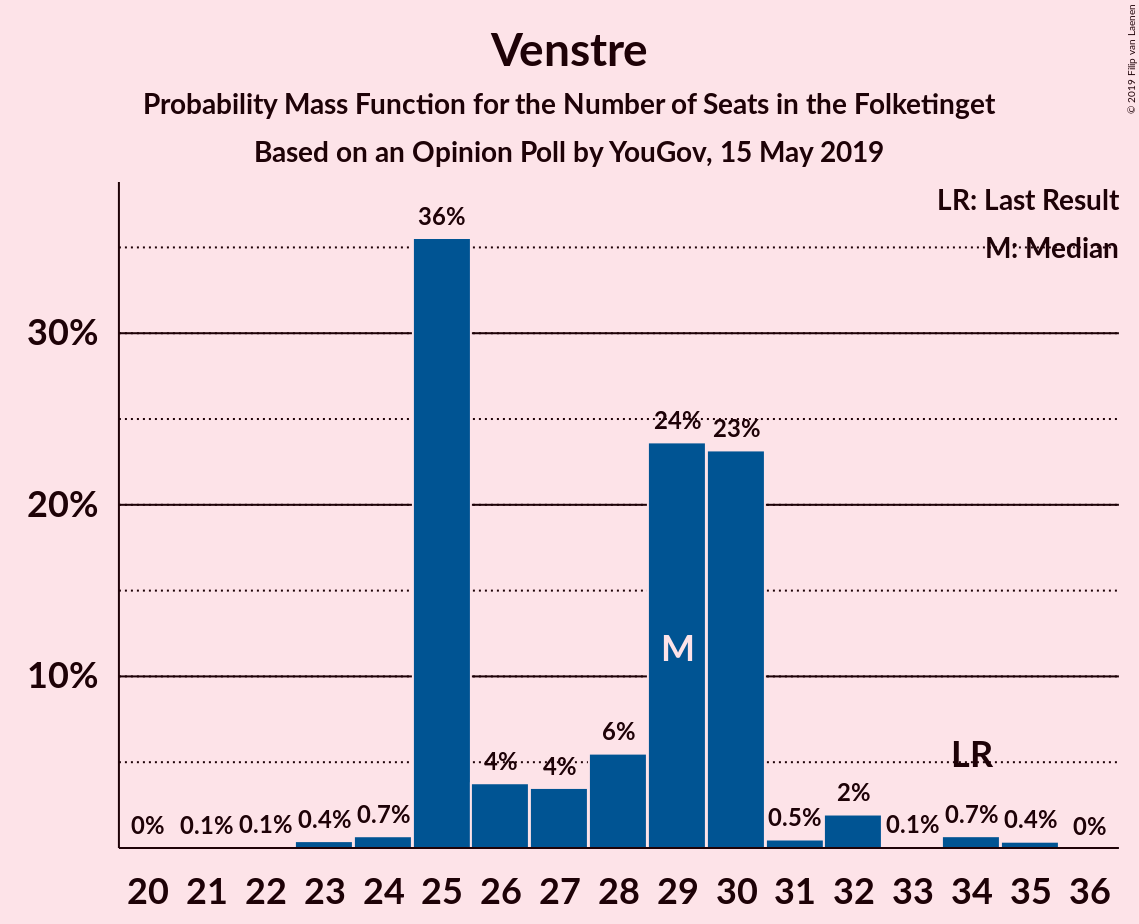 Venstre
Probability Mass Function for the Number of Seats in the Folketinget
Based on an Opinion Poll by YouGov, 15 May 2019
© 2019 Filip van Laenen
LR: Last Result
M: Median
30%
20%
10%
0% 0.1% 0.1% 0.4% 0.7% 36% 4% 4% 6% 24% 23% 0.5% 2% 0.1% 0.7% 0.4% 0%
M
LR
20 21 22 23 24 25 26 27 28 29 30 31 32 33 34 35 36